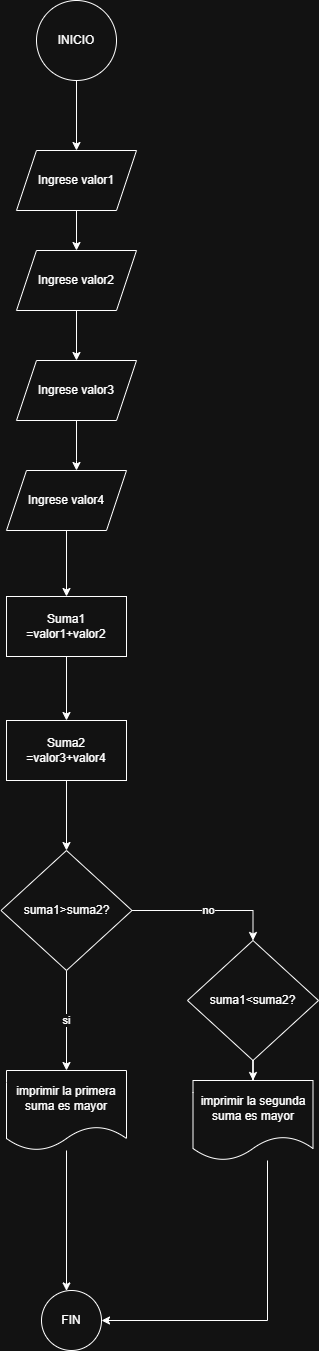 INICIO
Ingrese valor1
Ingrese valor2
Ingrese valor3
Ingrese valor4
Suma1
=valor1+valor2
Suma2
=valor3+valor4
suma1>suma2?
no
suma1<suma2?
si
imprimir la primera
suma es mayor
imprimir la segunda
suma es mayor
FIN